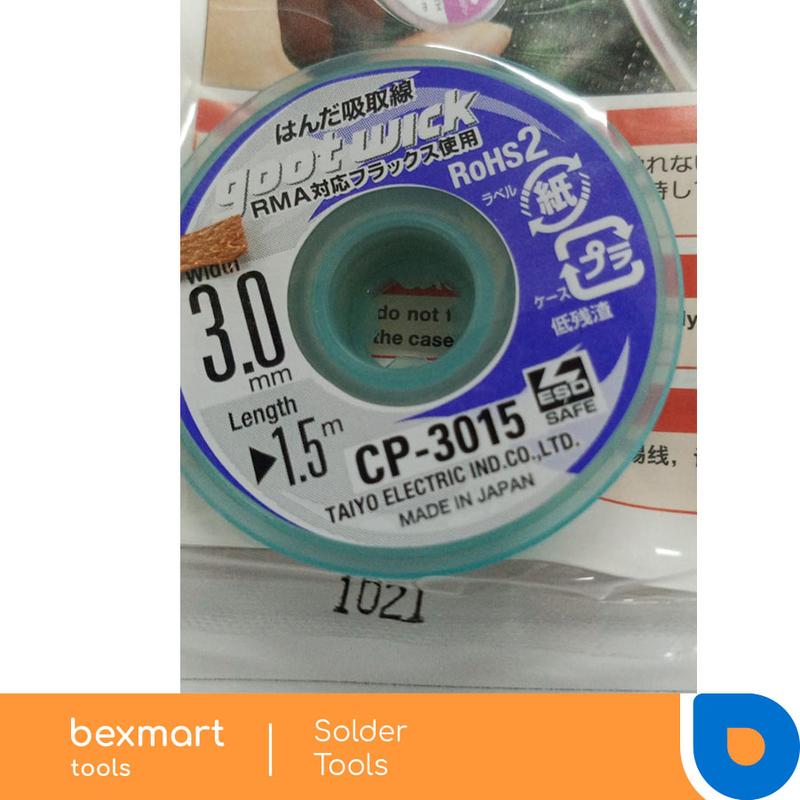 はんだ吸取線
goot wick
RMA対応フラックス使用
RoHS2
ラベル
紙
プラ
ケース
低残渣
Width
3.0
mm
Length
▶1.5m
CP-3015
ESD
SAFE
TAIYO ELECTRIC IND.CO.,LTD.
MADE IN JAPAN
do not
the case
1021
bexmart
tools
Solder
Tools